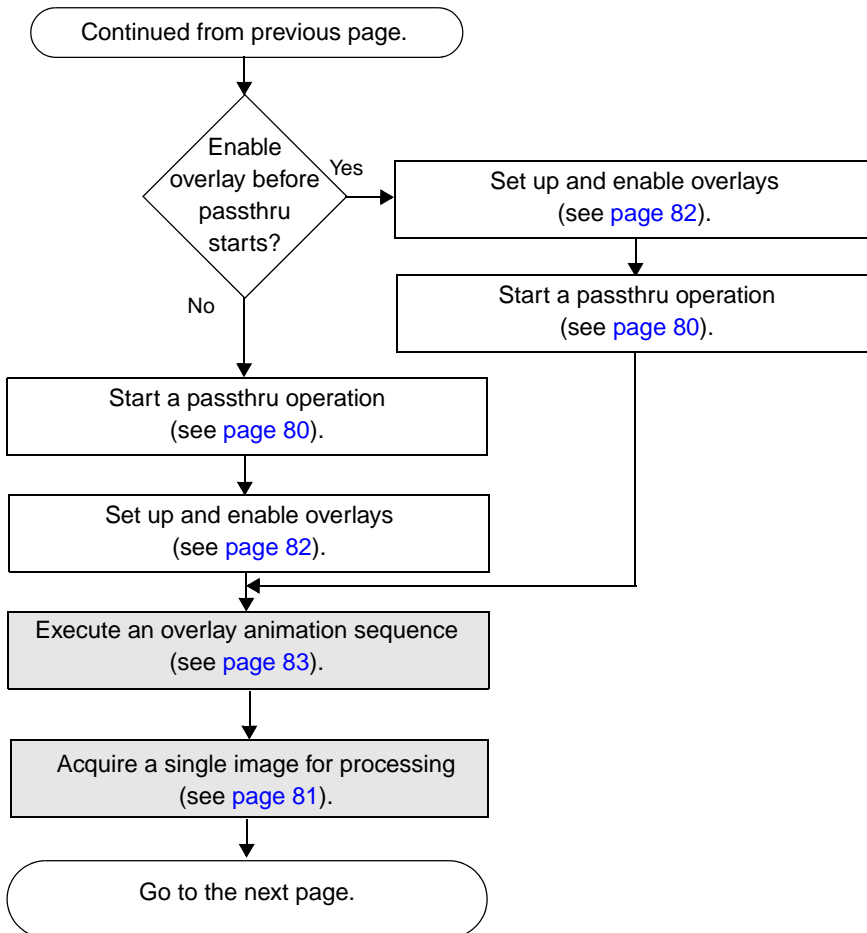 Continued from previous page.
Enable
overlay before
passthru
starts?
Yes
Set up and enable overlays
(see page 82).
Start a passthru operation
(see page 80).
No
Start a passthru operation
(see page 80).
Set up and enable overlays
(see page 82).
Execute an overlay animation sequence
(see page 83).
Acquire a single image for processing
(see page 81).
Go to the next page.